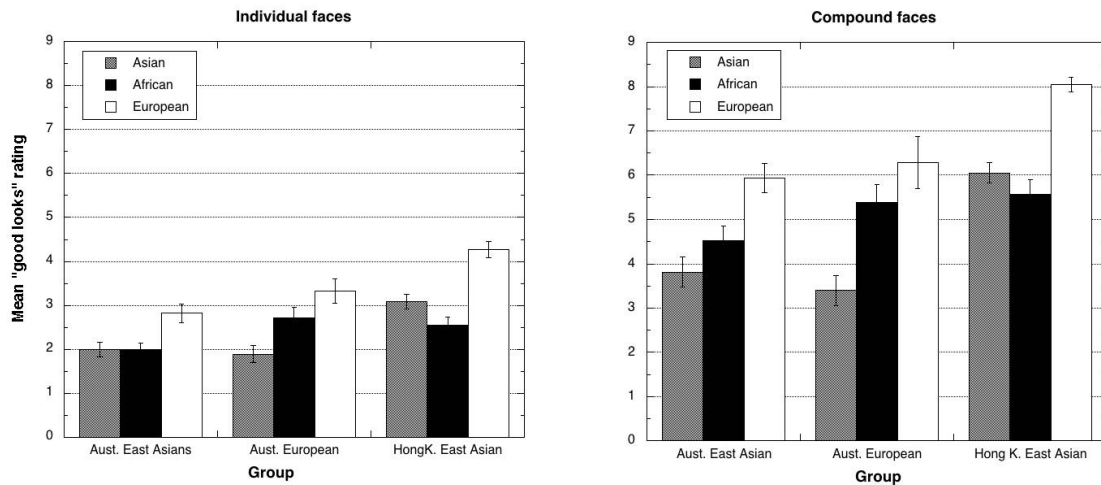 Individual faces
9
8
7
6
5
4
3
2
1
0
Mean "good looks" rating
Asian
African
European
Aust. East Asians Aust. European HongK. East Asian
Group
Compound faces
9
8
7
6
5
4
3
2
1
0
Asian
African
European
Aust. East Asian Aust. European Hong K. East Asian
Group